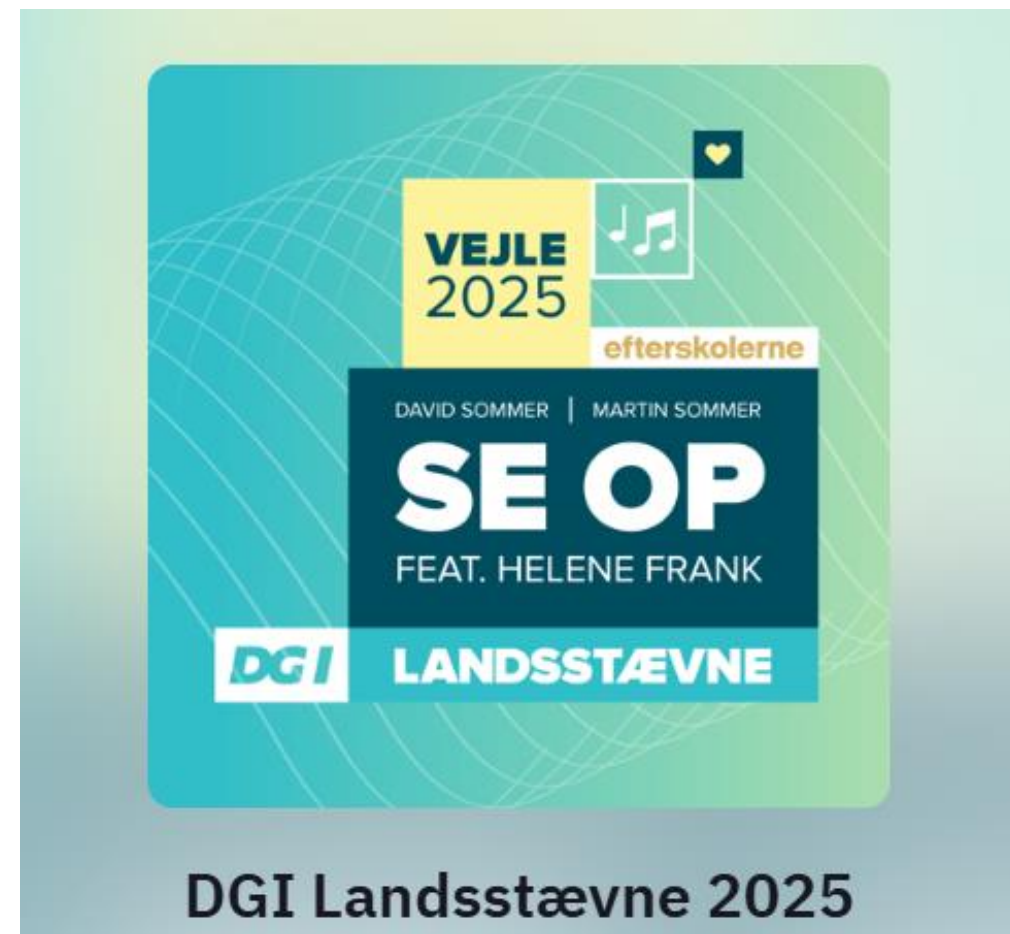 VEJLE
2025
efterskolerne
DAVID SOMMER | MARTIN SOMMER
SE OP
FEAT. HELENE FRANK
DGI LANDSSTÆVNE
DGI Landsstævne 2025